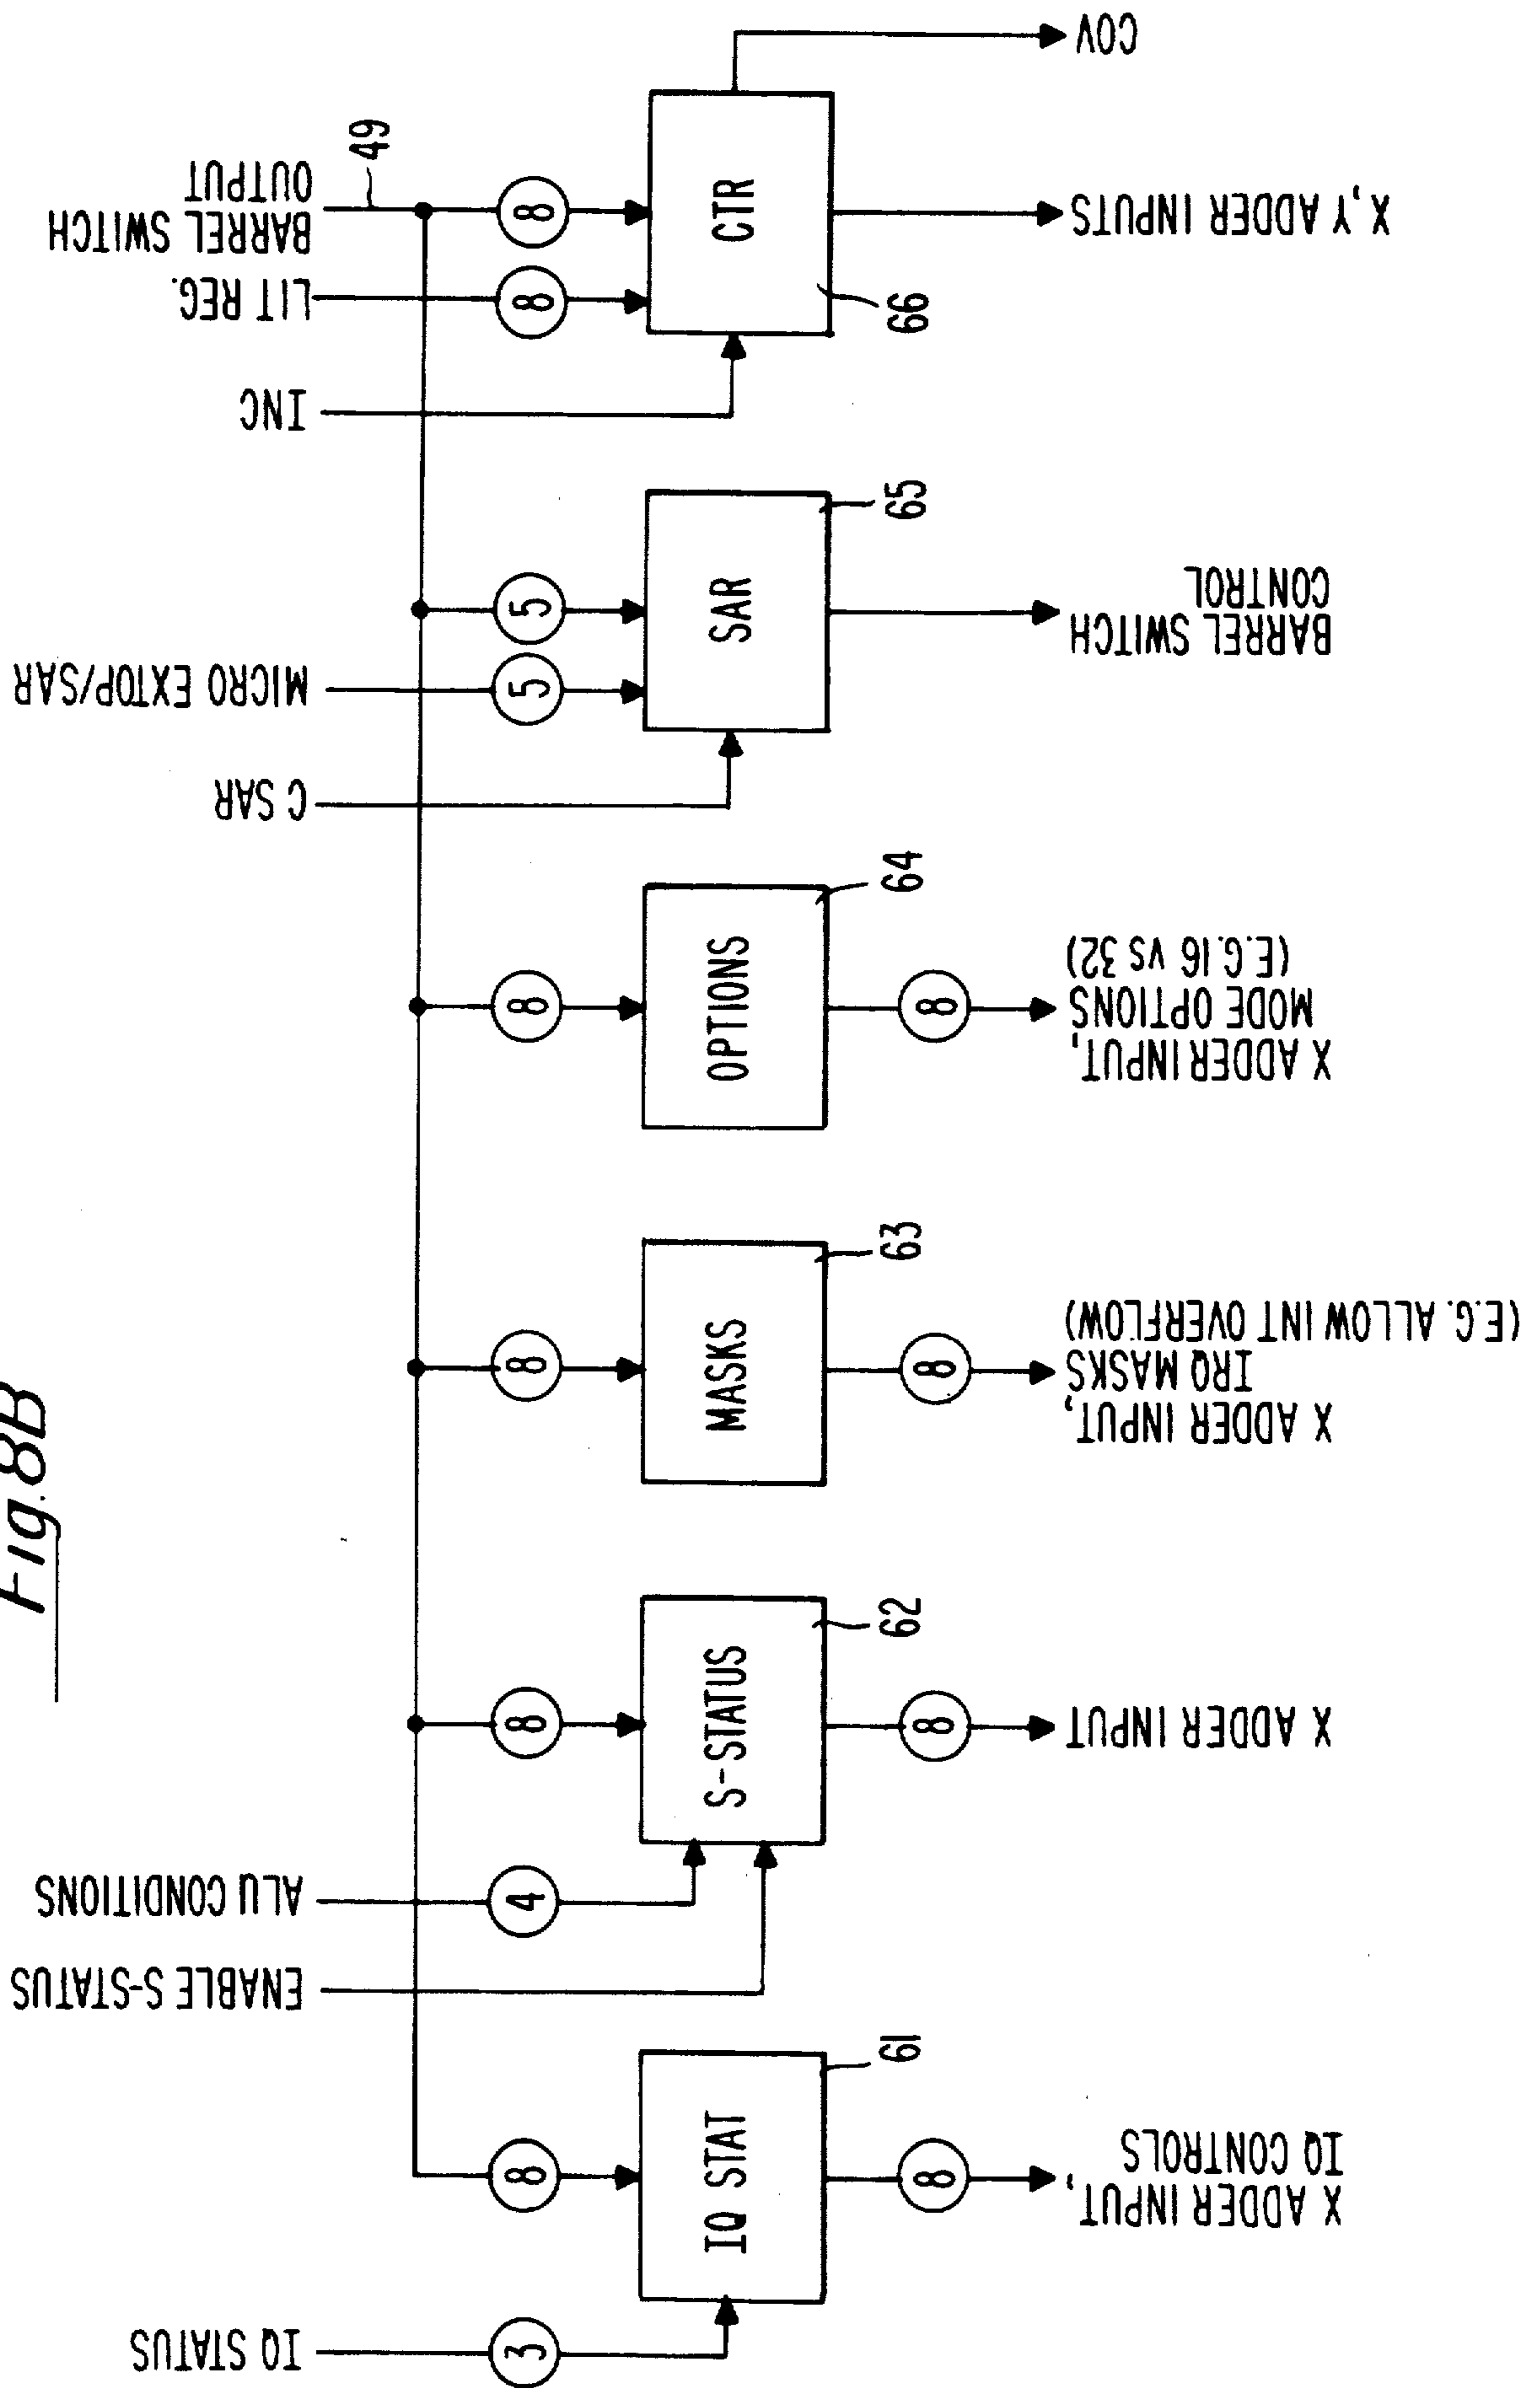 Fig. 8B
IQ STATUS
ENABLE S-STATUS
ALU CONDITIONS
C SAR
MICRO EXTOP/SAR
INC
LIT REG.
BARREL SWITCH
OUTPUT
49
3
8
4
8
8
8
5
5
8
8
IQ STAT
61
S-STATUS
62
MASKS
63
OPTIONS
64
SAR
65
CTR
66
8
8
8
8
X ADDER INPUT,
IQ CONTROLS
X ADDER INPUT
X ADDER INPUT,
IRQ MASKS
(E.G. ALLOW INT OVERFLOW)
X ADDER INPUT,
MODE OPTIONS
(E.G. 16 VS 32)
BARREL SWITCH
CONTROL
X, Y ADDER INPUTS
COV